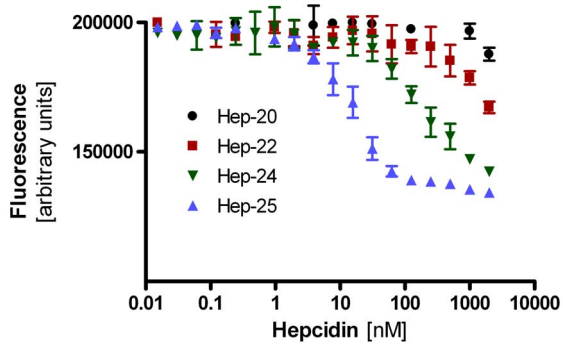 200000
150000
Fluorescence
[arbitrary units]
Hep-20
Hep-22
Hep-24
Hep-25
0.01 0.1 1 10 100 1000 10000
Hepcidin [nM]